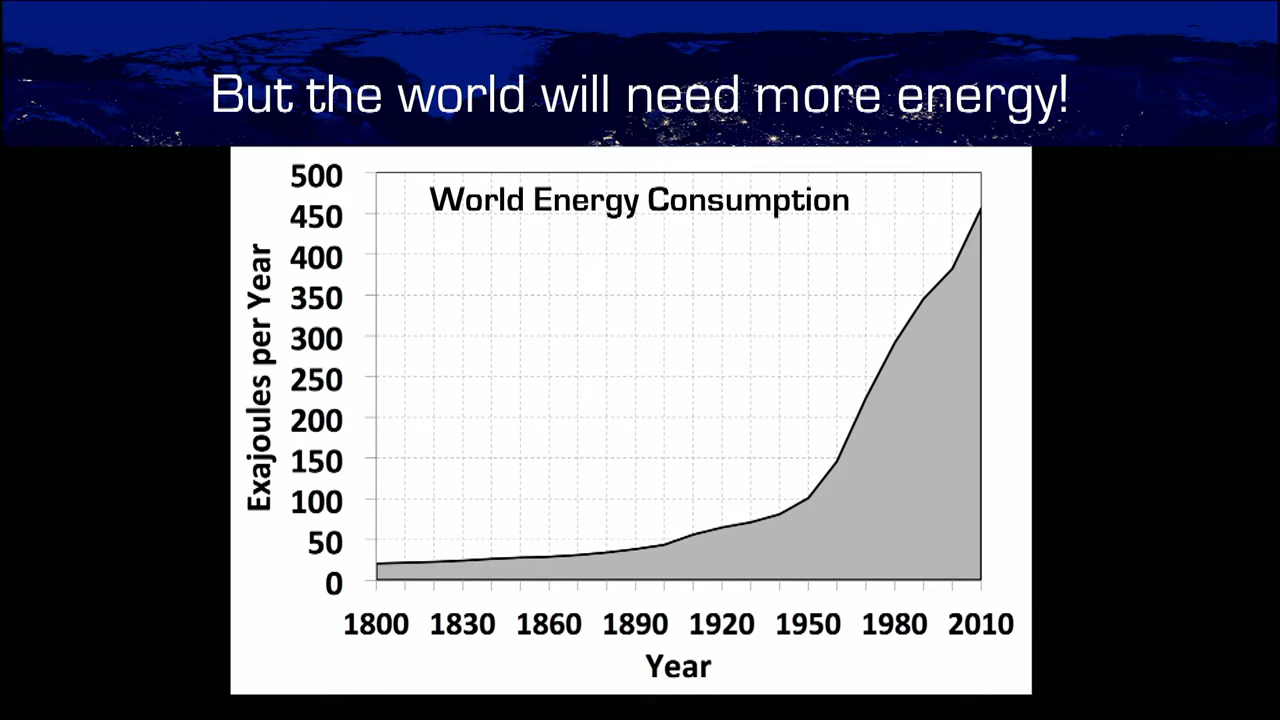 But the world will need more energy!
World Energy Consumption
500
450
400
350
300
250
200
150
100
50
0
Exajoules per Year
1800 1830 1860 1890 1920 1950 1980 2010
Year